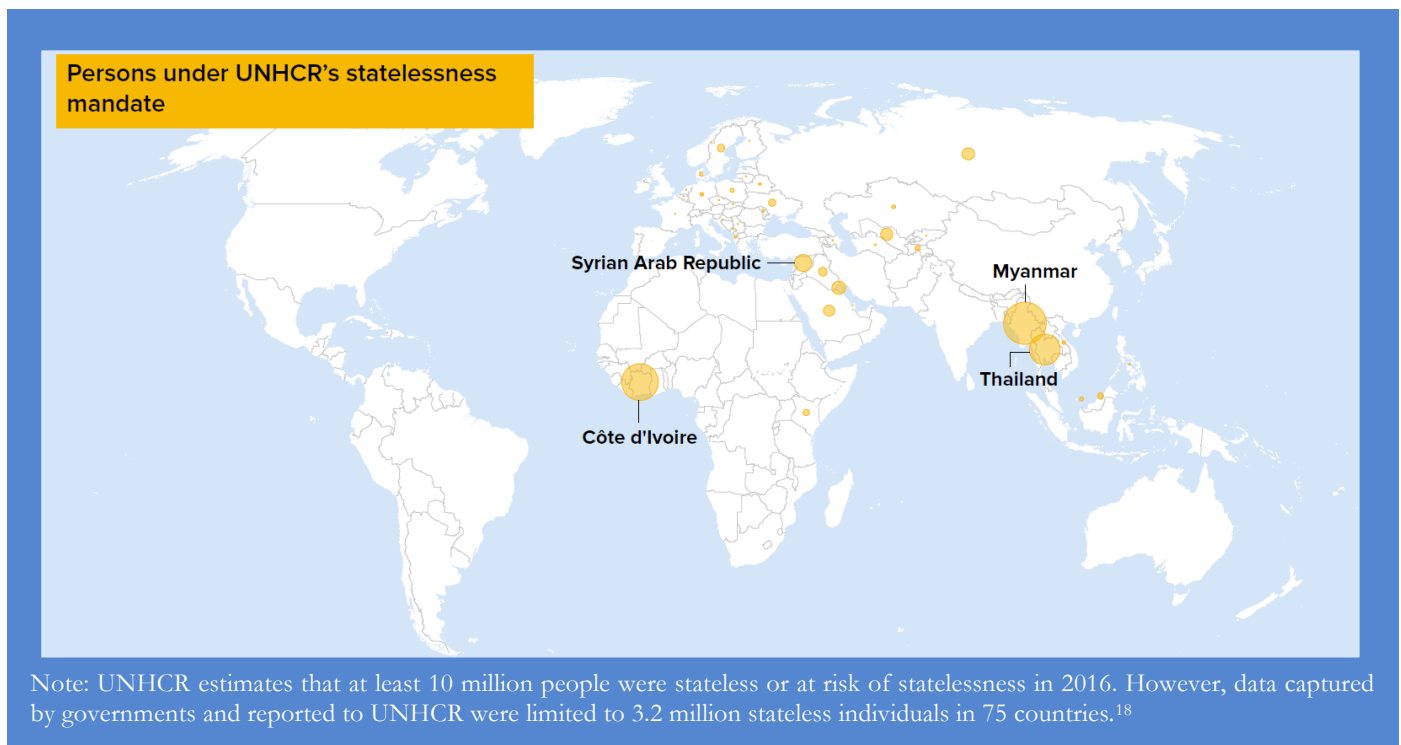 Persons under UNHCR’s statelessness
mandate
Syrian Arab Republic
Myanmar
Thailand
Côte d'Ivoire
Note: UNHCR estimates that at least 10 million people were stateless or at risk of statelessness in 2016. However, data captured
by governments and reported to UNHCR were limited to 3.2 million stateless individuals in 75 countries.18